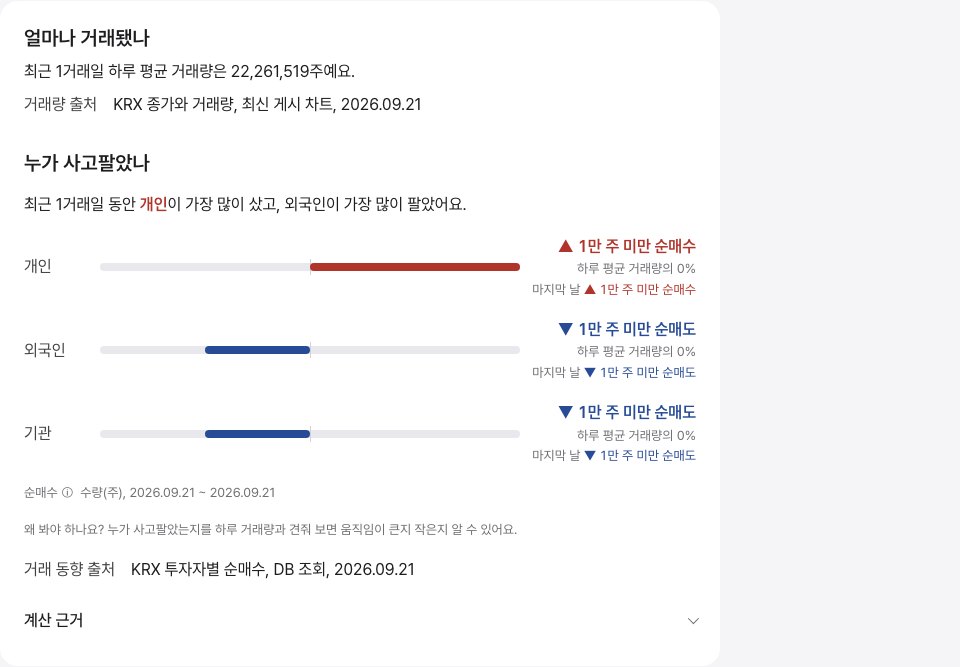 얼마나 거래됐나
최근 1거래일 하루 평균 거래량은 22,261,519주예요.
거래량 출처 KRX 종가와 거래량, 최신 게시 차트, 2026.09.21
누가 사고팔았나
최근 1거래일 동안 개인이 가장 많이 샀고, 외국인이 가장 많이 팔았어요.
개인
▲ 1만 주 미만 순매수
하루 평균 거래량의 0%
마지막 날 ▲ 1만 주 미만 순매수
외국인
▼ 1만 주 미만 순매도
하루 평균 거래량의 0%
마지막 날 ▼ 1만 주 미만 순매도
기관
▼ 1만 주 미만 순매도
하루 평균 거래량의 0%
마지막 날 ▼ 1만 주 미만 순매도
순매수 ⓘ 수량(주), 2026.09.21 ~ 2026.09.21
왜 봐야 하나요? 누가 사고팔았는지를 하루 거래량과 견줘 보면 움직임이 큰지 작은지 알 수 있어요.
거래 동향 출처 KRX 투자자별 순매수, DB 조회, 2026.09.21
계산 근거